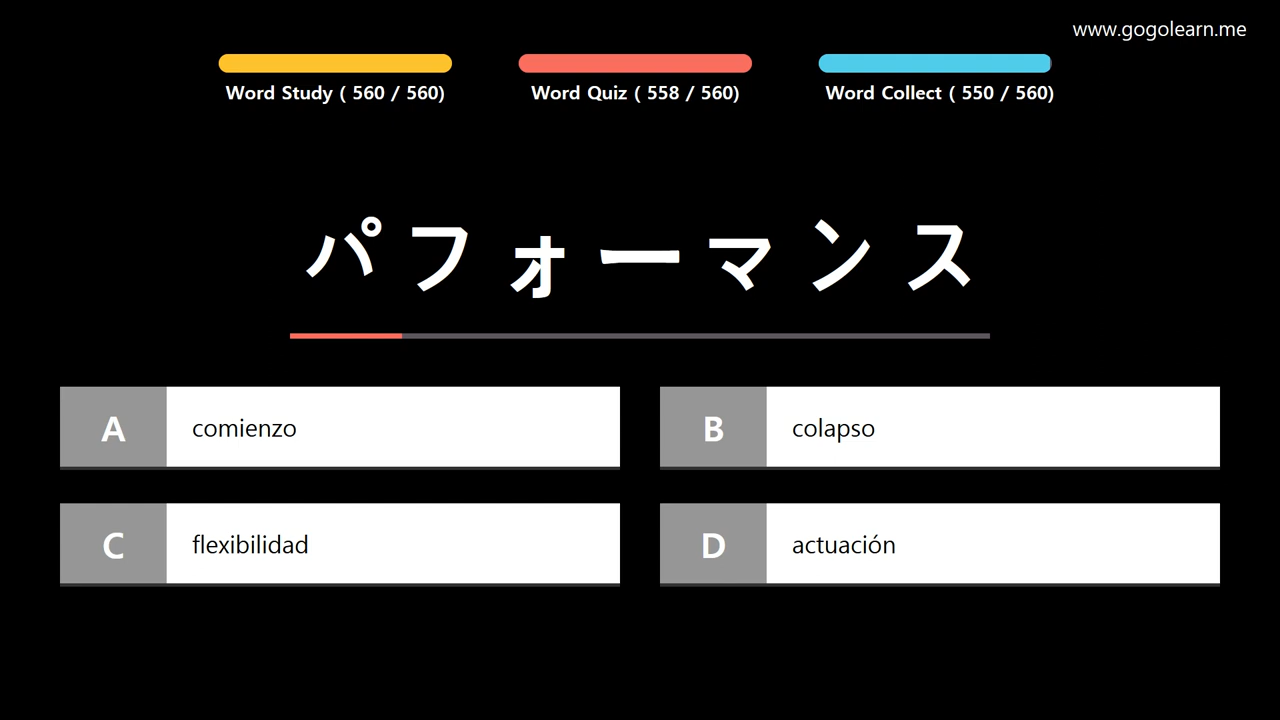 www.gogolearn.me
Word Study ( 560 / 560)
Word Quiz ( 558 / 560)
Word Collect ( 550 / 560)
パフォーマンス
A comienzo
B colapso
C flexibilidad
D actuación